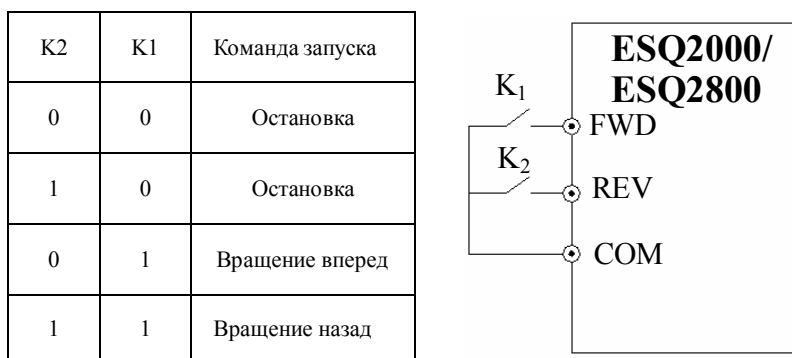 K2 K1 Команда запуска
0 0 Остановка
1 0 Остановка
0 1 Вращение вперед
1 1 Вращение назад
ESQ2000/
ESQ2800
K1
FWD
K2
REV
COM